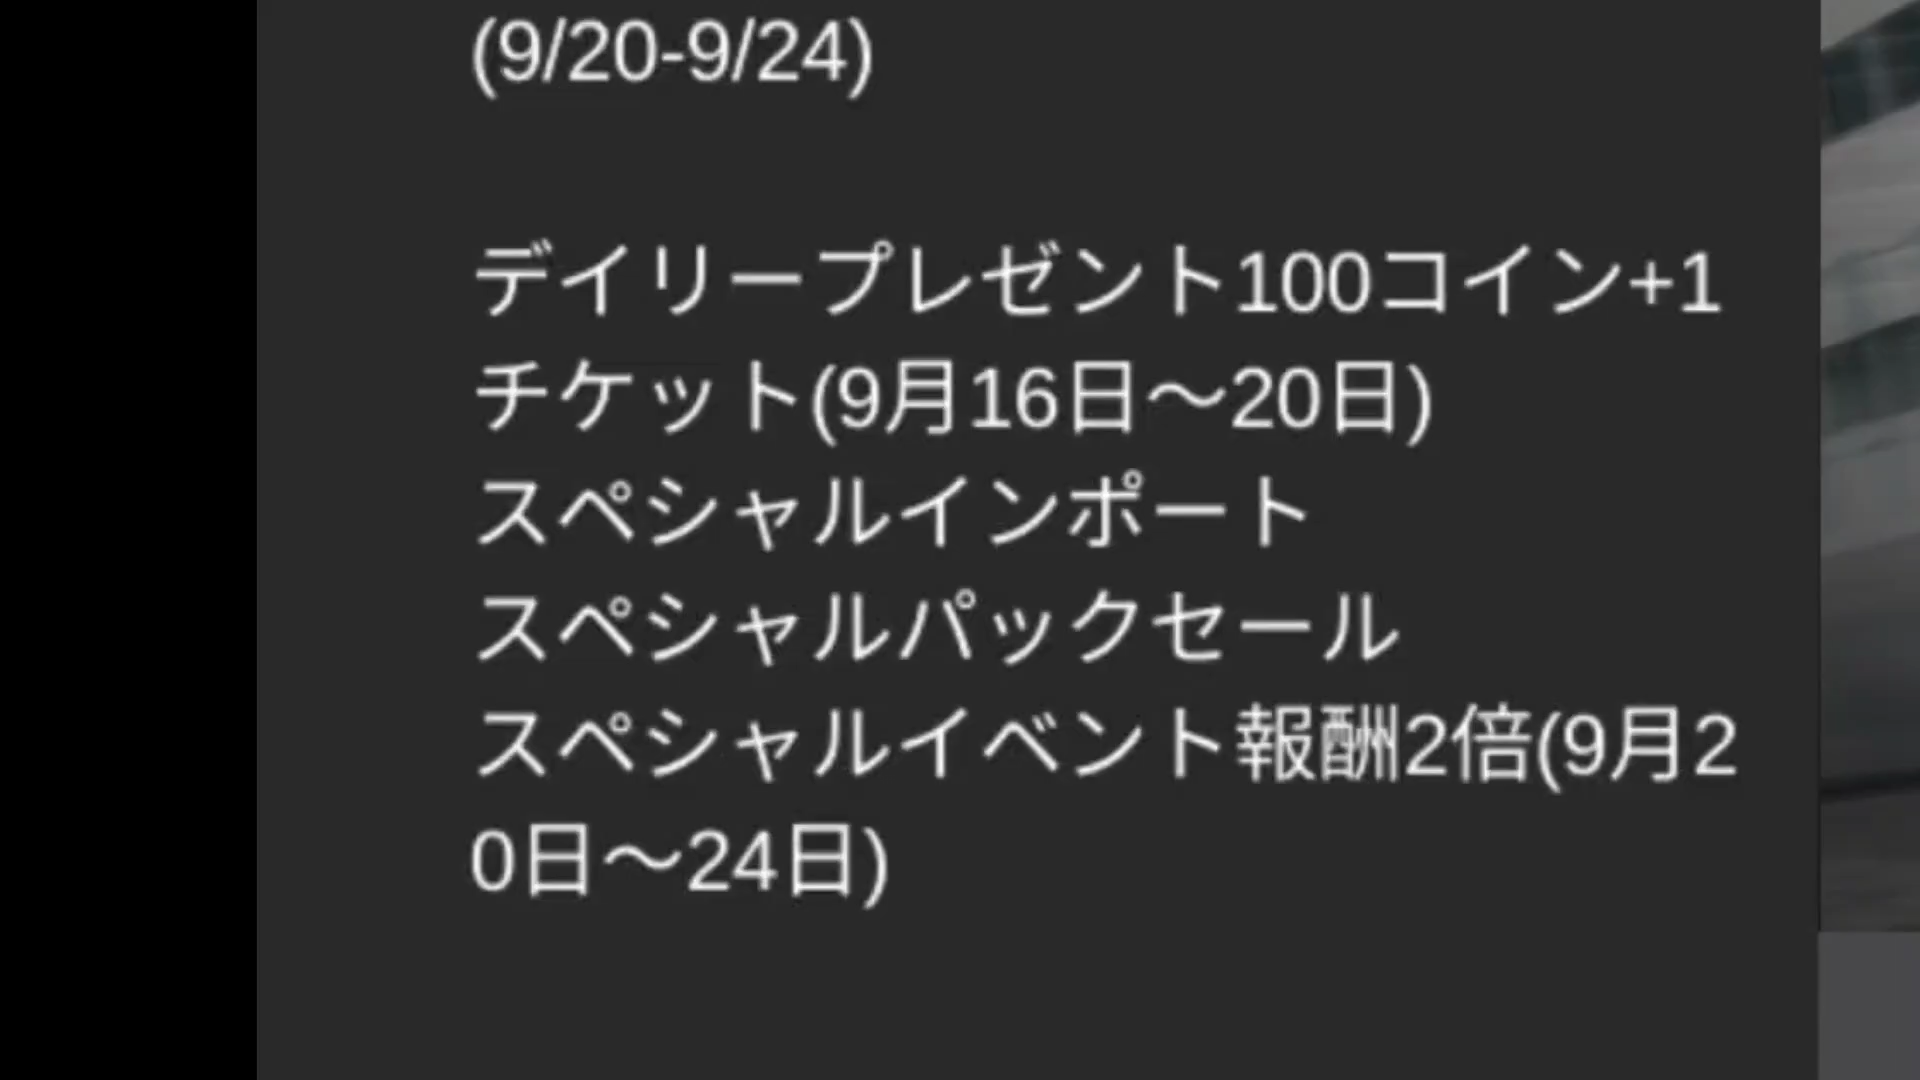 (9/20-9/24)
デイリープレゼント100コイン+1
チケット(9月16日〜20日)
スペシャルインポート
スペシャルパックセール
スペシャルイベント報酬2倍(9月2
0日〜24日)